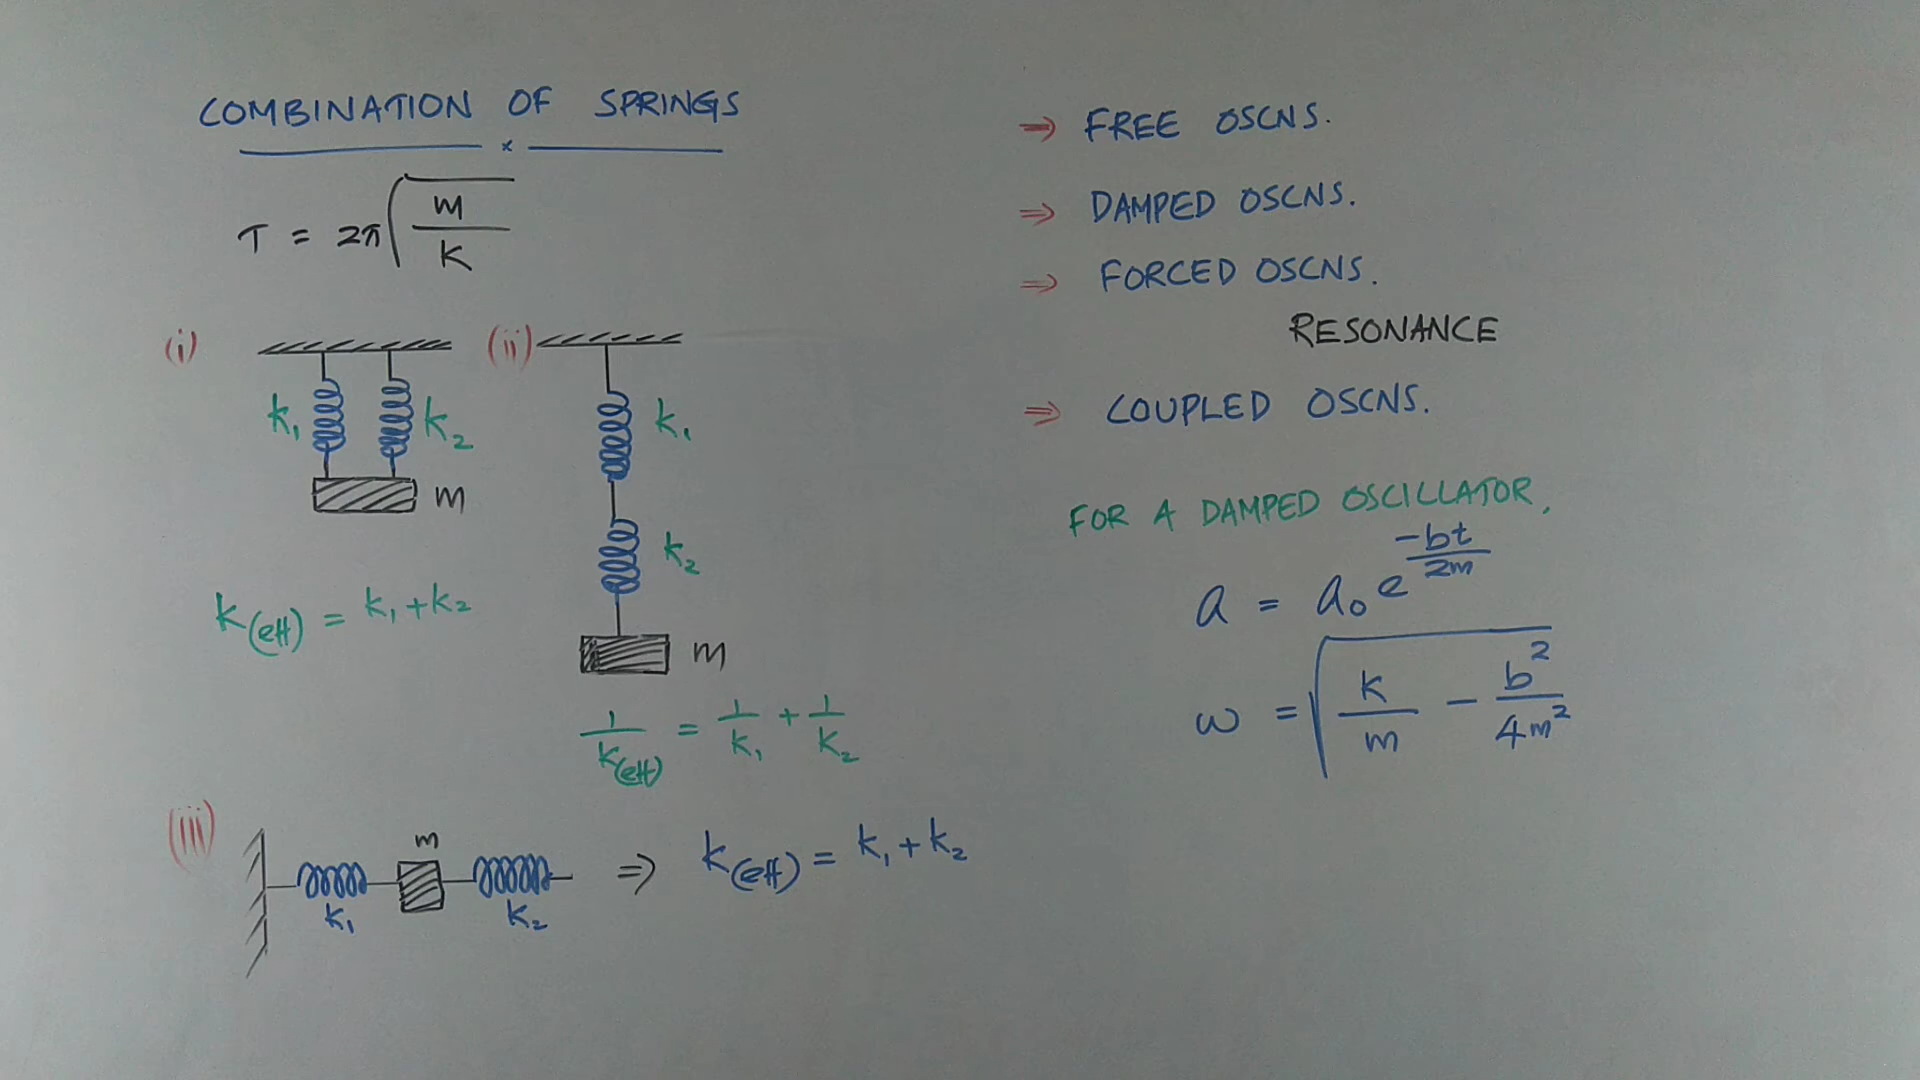 COMBINATION OF SPRINGS
T = 2π√(m/K)
(i)
k₁
k₂
m
k(eff) = k₁ + k₂
(ii)
k₁
k₂
m
1/k(eff) = 1/k₁ + 1/k₂
(iii)
m
k₁
k₂
⇒ k(eff) = k₁ + k₂
⇒ FREE OSCNS.
⇒ DAMPED OSCNS.
⇒ FORCED OSCNS.
RESONANCE
⇒ COUPLED OSCNS.
FOR A DAMPED OSCILLATOR,
a = a₀ e^(-bt/2m)
ω = √(k/m − b²/4m²)